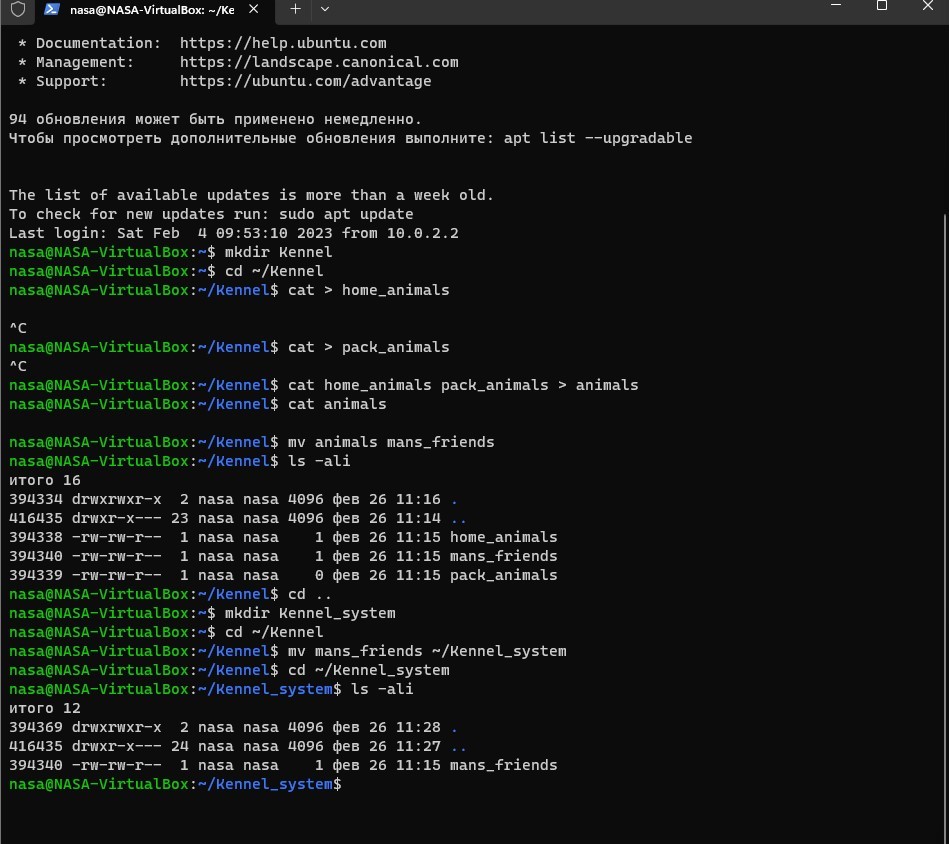 nasa@NASA-VirtualBox: ~/Ke
* Documentation:  https://help.ubuntu.com
* Management:     https://landscape.canonical.com
* Support:        https://ubuntu.com/advantage
94 обновления может быть применено немедленно.
Чтобы просмотреть дополнительные обновления выполните: apt list --upgradable
The list of available updates is more than a week old.
To check for new updates run: sudo apt update
Last login: Sat Feb  4 09:53:10 2023 from 10.0.2.2
nasa@NASA-VirtualBox:~$ mkdir Kennel
nasa@NASA-VirtualBox:~$ cd ~/Kennel
nasa@NASA-VirtualBox:~/Kennel$ cat > home_animals
^C
nasa@NASA-VirtualBox:~/Kennel$ cat > pack_animals
^C
nasa@NASA-VirtualBox:~/Kennel$ cat home_animals pack_animals > animals
nasa@NASA-VirtualBox:~/Kennel$ cat animals
nasa@NASA-VirtualBox:~/Kennel$ mv animals mans_friends
nasa@NASA-VirtualBox:~/Kennel$ ls -ali
итого 16
394334 drwxrwxr-x  2 nasa nasa 4096 фев 26 11:16 .
416435 drwxr-x--- 23 nasa nasa 4096 фев 26 11:14 ..
394338 -rw-rw-r--  1 nasa nasa    1 фев 26 11:15 home_animals
394340 -rw-rw-r--  1 nasa nasa    1 фев 26 11:15 mans_friends
394339 -rw-rw-r--  1 nasa nasa    0 фев 26 11:15 pack_animals
nasa@NASA-VirtualBox:~/Kennel$ cd ..
nasa@NASA-VirtualBox:~$ mkdir Kennel_system
nasa@NASA-VirtualBox:~$ cd ~/Kennel
nasa@NASA-VirtualBox:~/Kennel$ mv mans_friends ~/Kennel_system
nasa@NASA-VirtualBox:~/Kennel$ cd ~/Kennel_system
nasa@NASA-VirtualBox:~/Kennel_system$ ls -ali
итого 12
394369 drwxrwxr-x  2 nasa nasa 4096 фев 26 11:28 .
416435 drwxr-x--- 24 nasa nasa 4096 фев 26 11:27 ..
394340 -rw-rw-r--  1 nasa nasa    1 фев 26 11:15 mans_friends
nasa@NASA-VirtualBox:~/Kennel_system$